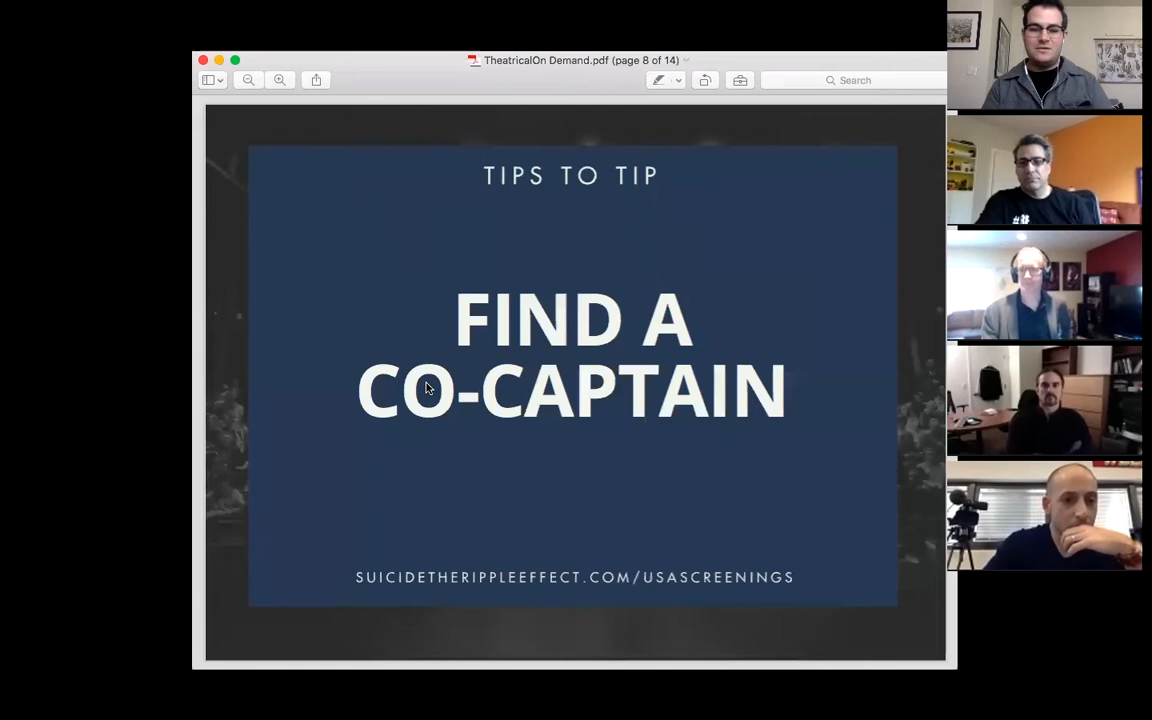 TheatricalOn Demand.pdf (page 8 of 14)
Search
TIPS TO TIP
FIND A
CO-CAPTAIN
SUICIDETHERIPPLEEFFECT.COM/USASCREENINGS